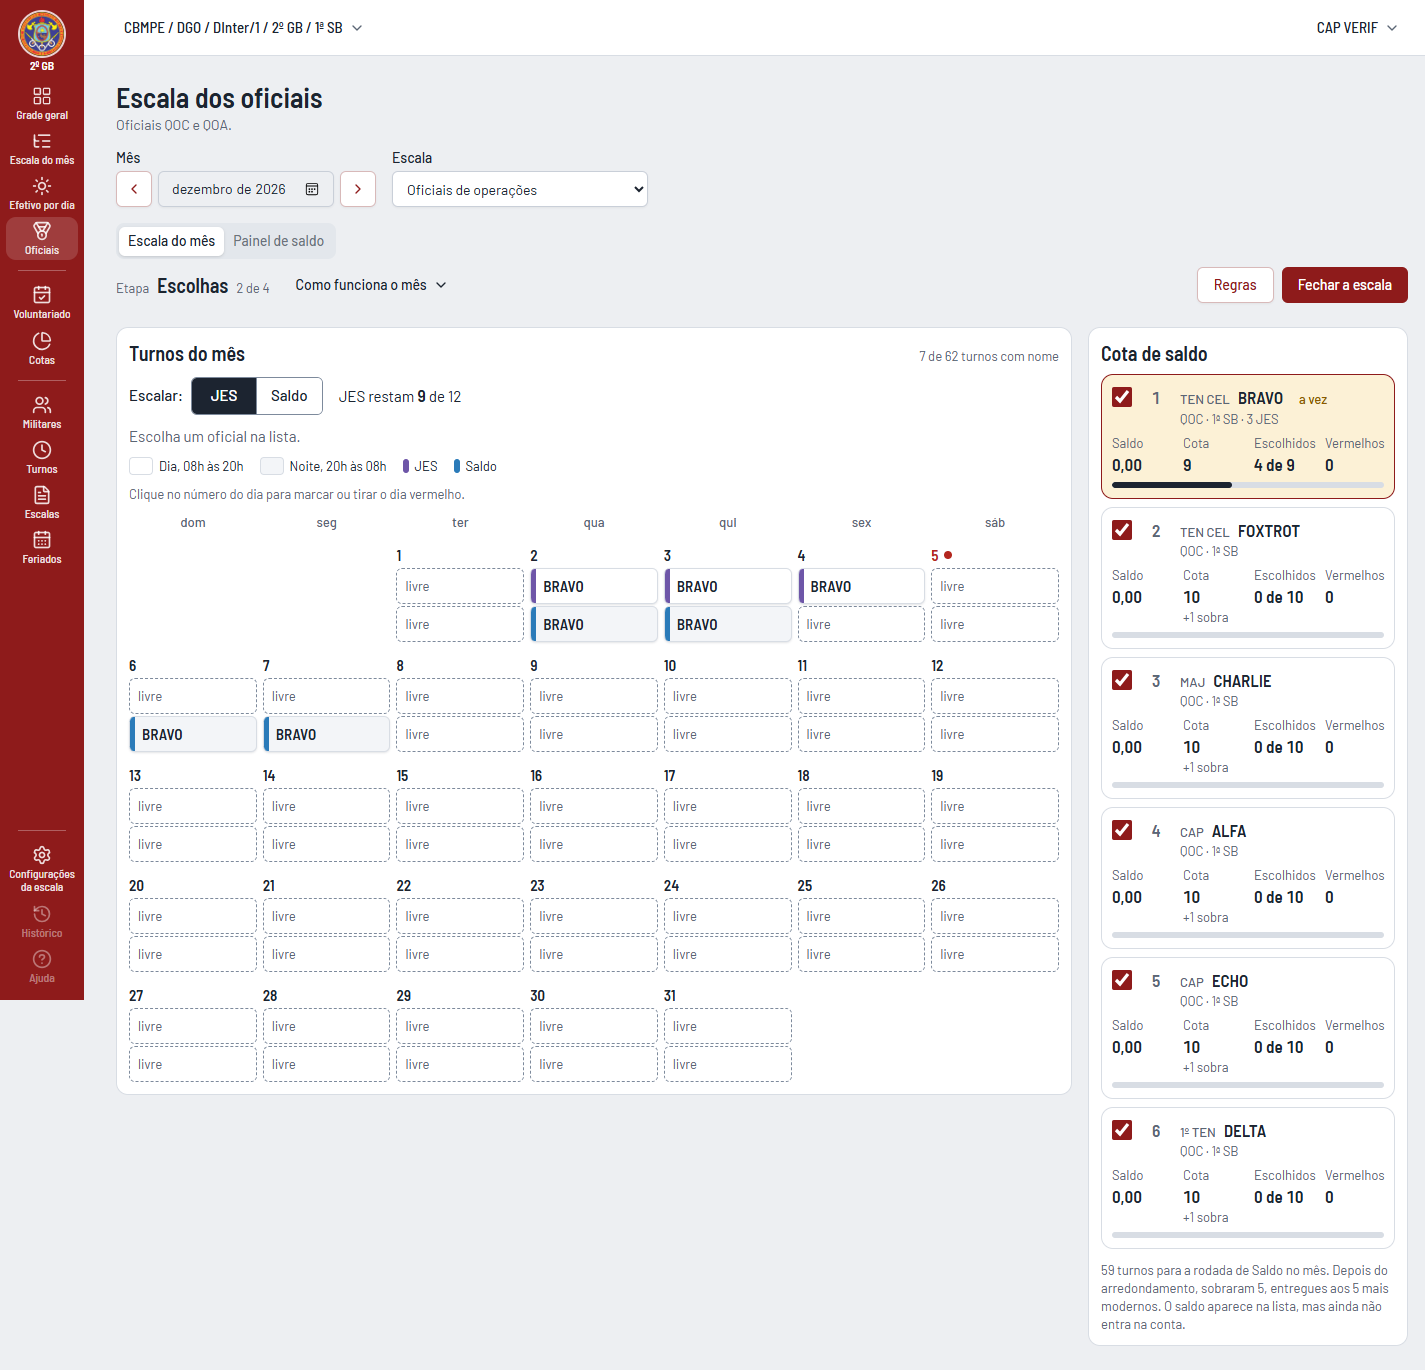 CBMPE / DGO / DInter/1 / 2º GB / 1ª SB
CAP VERIF
2º GB
Grade geral
Escala do mês
Efetivo por dia
Oficiais
Voluntariado
Cotas
Militares
Turnos
Escalas
Feriados
Configurações
da escala
Histórico
Ajuda
Escala dos oficiais
Oficiais QOC e QOA.
Mês
Escala
dezembro de 2026
Oficiais de operações
Escala do mês
Painel de saldo
Etapa Escolhas 2 de 4
Como funciona o mês
Regras
Fechar a escala
Turnos do mês
7 de 62 turnos com nome
Escalar: JES Saldo JES restam 9 de 12
Escolha um oficial na lista.
Dia, 08h às 20h Noite, 20h às 08h JES Saldo
Clique no número do dia para marcar ou tirar o dia vermelho.
dom seg ter qua qui sex sáb
1 2 3 4 5
livre BRAVO BRAVO BRAVO livre
livre BRAVO BRAVO livre livre
6 7 8 9 10 11 12
livre livre livre livre livre livre livre
BRAVO BRAVO livre livre livre livre livre
13 14 15 16 17 18 19
livre livre livre livre livre livre livre
livre livre livre livre livre livre livre
20 21 22 23 24 25 26
livre livre livre livre livre livre livre
livre livre livre livre livre livre livre
27 28 29 30 31
livre livre livre livre livre
livre livre livre livre livre
Cota de saldo
1 TEN CEL BRAVO a vez
QOC · 1ª SB · 3 JES
Saldo Cota Escolhidos Vermelhos
0,00 9 4 de 9 0
2 TEN CEL FOXTROT
QOC · 1ª SB
Saldo Cota Escolhidos Vermelhos
0,00 10 0 de 10 0
+1 sobra
3 MAJ CHARLIE
QOC · 1ª SB
Saldo Cota Escolhidos Vermelhos
0,00 10 0 de 10 0
+1 sobra
4 CAP ALFA
QOC · 1ª SB
Saldo Cota Escolhidos Vermelhos
0,00 10 0 de 10 0
+1 sobra
5 CAP ECHO
QOC · 1ª SB
Saldo Cota Escolhidos Vermelhos
0,00 10 0 de 10 0
+1 sobra
6 1º TEN DELTA
QOC · 1ª SB
Saldo Cota Escolhidos Vermelhos
0,00 10 0 de 10 0
+1 sobra
59 turnos para a rodada de Saldo no mês. Depois do
arredondamento, sobraram 5, entregues aos 5 mais
modernos. O saldo aparece na lista, mas ainda não
entra na conta.